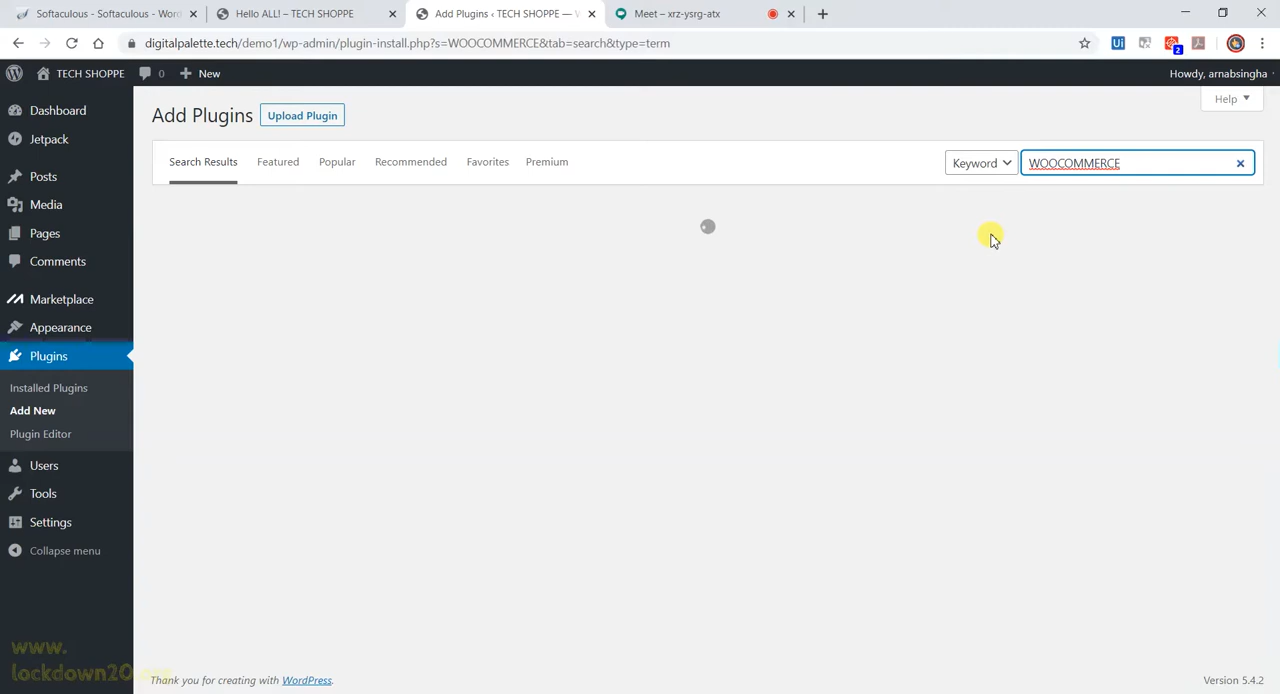 Softaculous - Softaculous - Word
Hello ALL! – TECH SHOPPE
Add Plugins ‹ TECH SHOPPE — W
Meet – xrz-ysrg-atx
digitalpalette.tech/demo1/wp-admin/plugin-install.php?s=WOOCOMMERCE&tab=search&type=term
Ui
2
TECH SHOPPE 0 New
Howdy, arnabsingha
Dashboard
Jetpack
Posts
Media
Pages
Comments
Marketplace
Appearance
Plugins
Installed Plugins
Add New
Plugin Editor
Users
Tools
Settings
Collapse menu
Add Plugins Upload Plugin
Help
Search Results Featured Popular Recommended Favorites Premium
Keyword WOOCOMMERCE
www.
lockdown20.org
Thank you for creating with WordPress.
Version 5.4.2